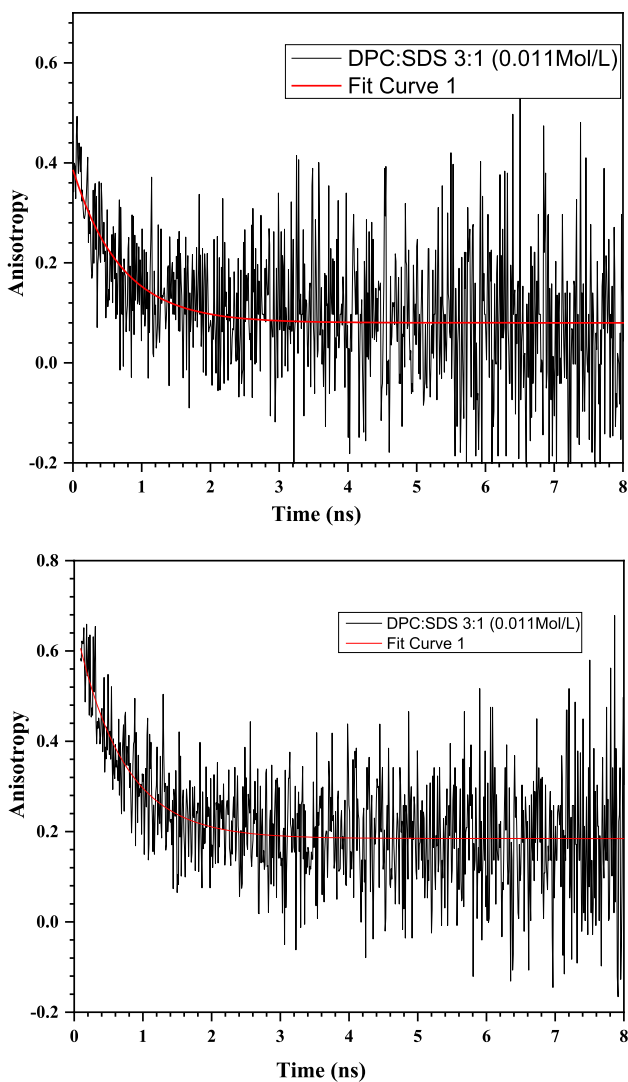 DPC:SDS 3:1 (0.011Mol/L)
Fit Curve 1
0.6
0.4
0.2
0.0
-0.2
Anisotropy
0 1 2 3 4 5 6 7 8
Time (ns)
0.8
DPC:SDS 3:1 (0.011Mol/L)
Fit Curve 1
0.6
0.4
0.2
0.0
-0.2
Anisotropy
0 1 2 3 4 5 6 7 8
Time (ns)